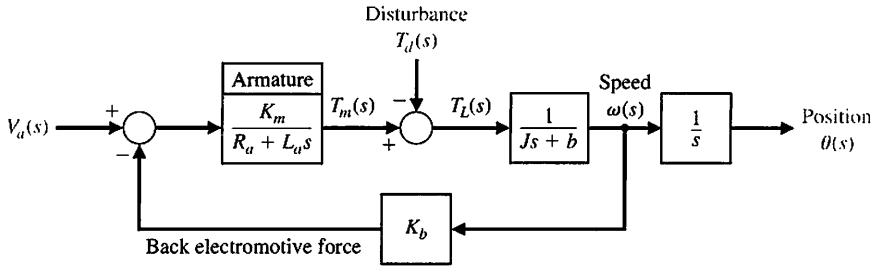 Disturbance
T_d(s)
Armature
Speed
V_a(s)
+
−
K_m
R_a + L_a s
T_m(s)
−
+
T_L(s)
1
Js + b
ω(s)
1
s
Position
θ(s)
K_b
Back electromotive force